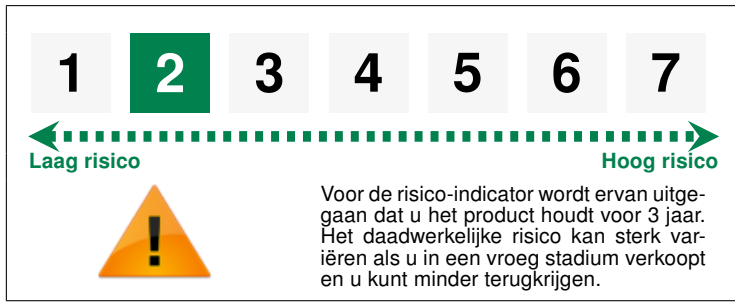 1 2 3 4 5 6 7
Laag risico Hoog risico
Voor de risico-indicator wordt ervan uitge-
gaan dat u het product houdt voor 3 jaar.
Het daadwerkelijke risico kan sterk var-
iëren als u in een vroeg stadium verkoopt
en u kunt minder terugkrijgen.